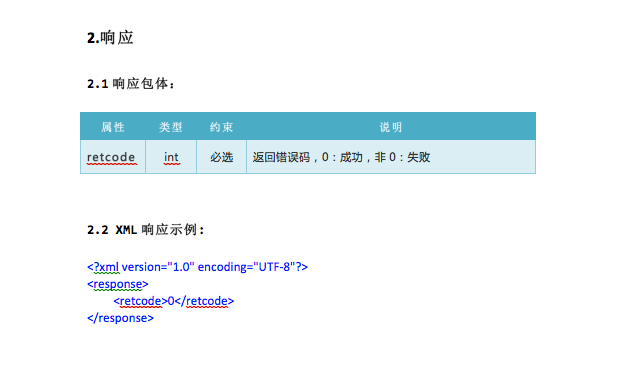 2.响应
2.1 响应包体：
属性 类型 约束 说明
retcode int 必选 返回错误码，0：成功，非 0：失败
2.2 XML 响应示例：
<?xml version="1.0" encoding="UTF-8"?>
<response>
<retcode>0</retcode>
</response>